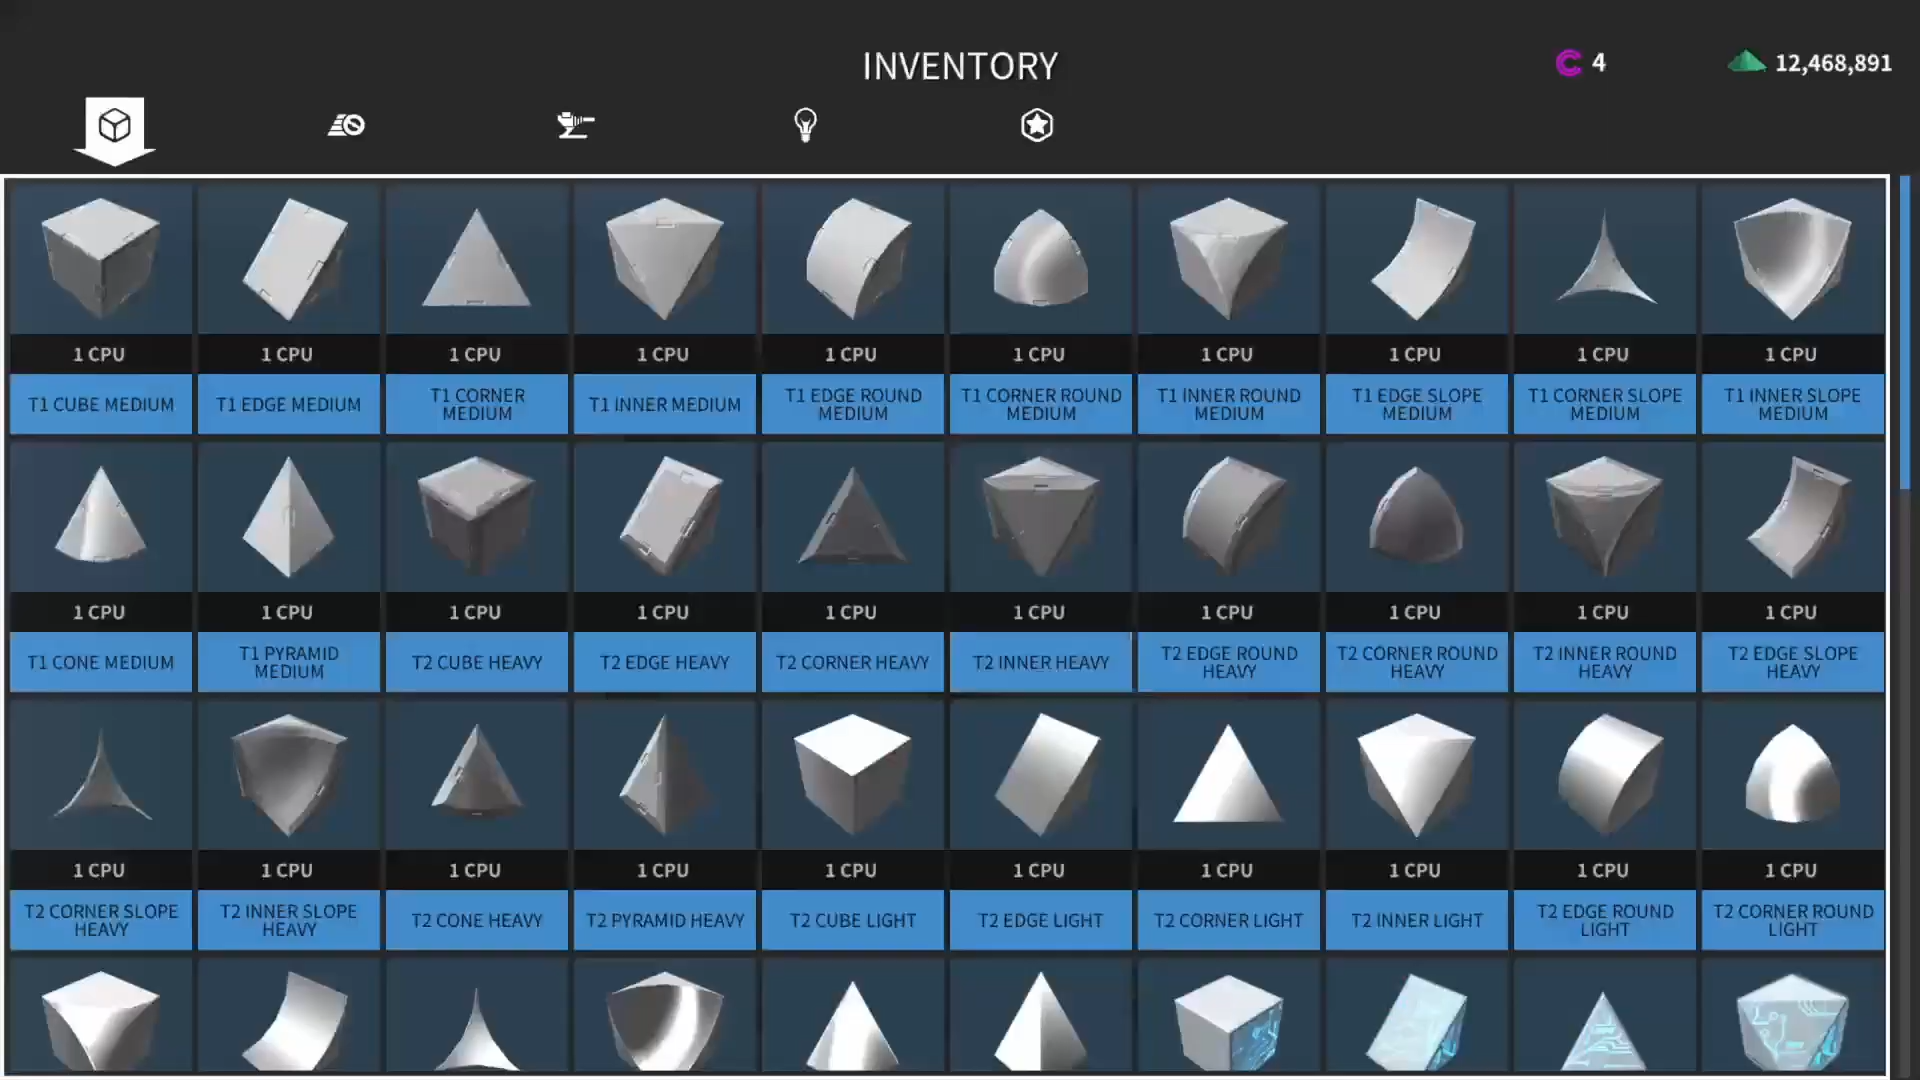 INVENTORY
4
12,468,891
1 CPU
1 CPU
1 CPU
1 CPU
1 CPU
1 CPU
1 CPU
1 CPU
1 CPU
1 CPU
T1 CUBE MEDIUM
T1 EDGE MEDIUM
T1 CORNER
MEDIUM
T1 INNER MEDIUM
T1 EDGE ROUND
MEDIUM
T1 CORNER ROUND
MEDIUM
T1 INNER ROUND
MEDIUM
T1 EDGE SLOPE
MEDIUM
T1 CORNER SLOPE
MEDIUM
T1 INNER SLOPE
MEDIUM
1 CPU
1 CPU
1 CPU
1 CPU
1 CPU
1 CPU
1 CPU
1 CPU
1 CPU
1 CPU
T1 CONE MEDIUM
T1 PYRAMID
MEDIUM
T2 CUBE HEAVY
T2 EDGE HEAVY
T2 CORNER HEAVY
T2 INNER HEAVY
T2 EDGE ROUND
HEAVY
T2 CORNER ROUND
HEAVY
T2 INNER ROUND
HEAVY
T2 EDGE SLOPE
HEAVY
1 CPU
1 CPU
1 CPU
1 CPU
1 CPU
1 CPU
1 CPU
1 CPU
1 CPU
1 CPU
T2 CORNER SLOPE
HEAVY
T2 INNER SLOPE
HEAVY
T2 CONE HEAVY
T2 PYRAMID HEAVY
T2 CUBE LIGHT
T2 EDGE LIGHT
T2 CORNER LIGHT
T2 INNER LIGHT
T2 EDGE ROUND
LIGHT
T2 CORNER ROUND
LIGHT